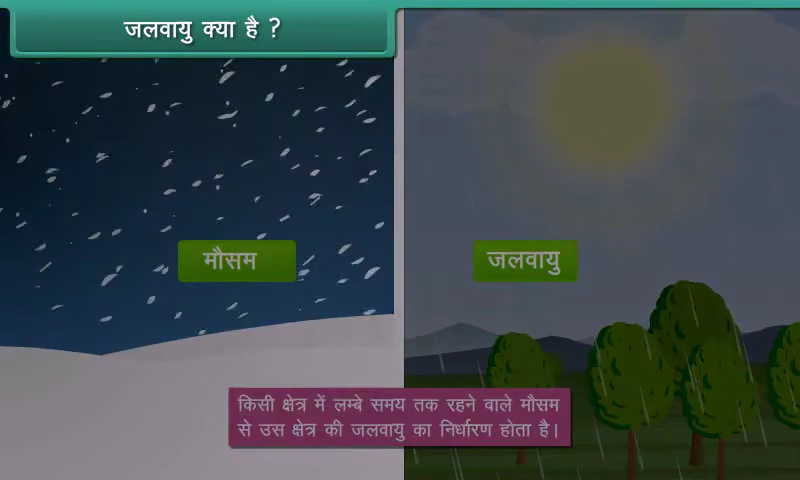 जलवायु क्या है ?
मौसम
जलवायु
किसी क्षेत्र में लम्बे समय तक रहने वाले मौसम
से उस क्षेत्र की जलवायु का निर्धारण होता है।